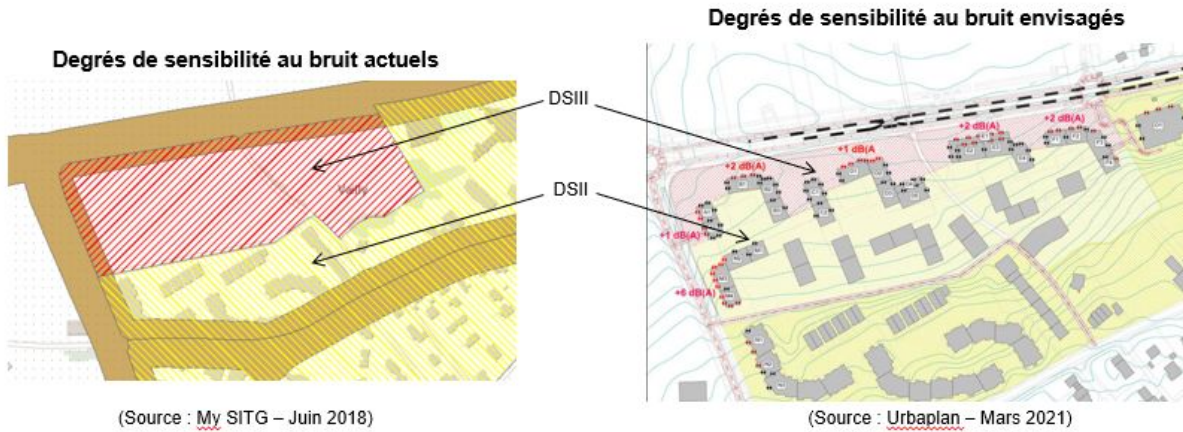 Degrés de sensibilité au bruit envisagés
Degrés de sensibilité au bruit actuels
DSIII
DSII
Velly
+2 dB(A)
+2 dB(A)
+1 dB(A
+2 dB(A)
+1 dB(A)
+6 dB(A)
(Source : My SITG – Juin 2018)
(Source : Urbaplan – Mars 2021)